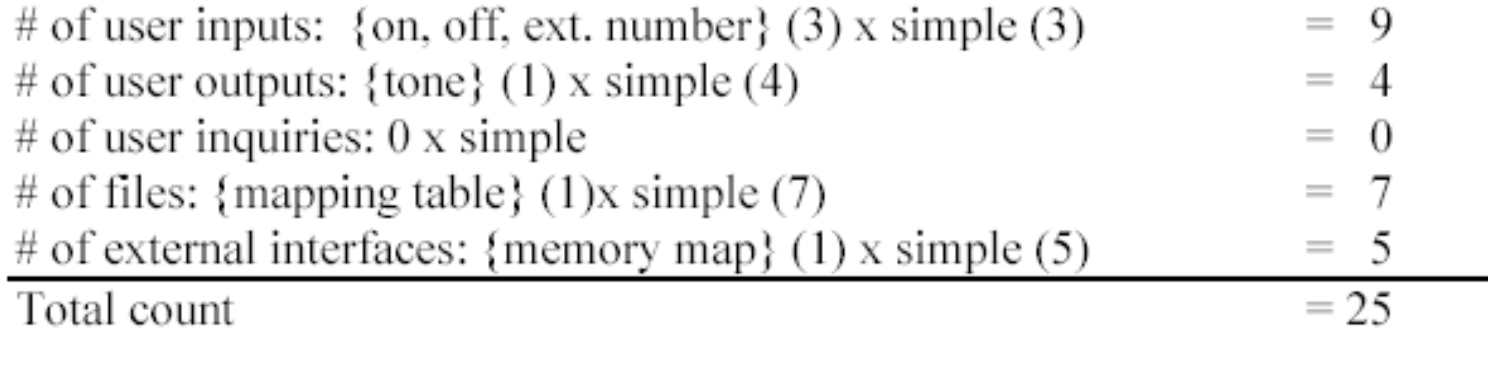 # of user inputs: {on, off, ext. number} (3) x simple (3) = 9
# of user outputs: {tone} (1) x simple (4) = 4
# of user inquiries: 0 x simple = 0
# of files: {mapping table} (1)x simple (7) = 7
# of external interfaces: {memory map} (1) x simple (5) = 5
Total count = 25